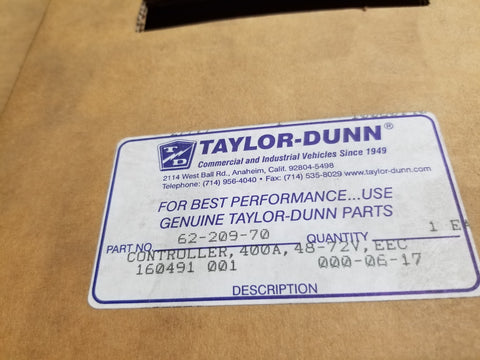 T/D TAYLOR-DUNN®
Commercial and Industrial Vehicles Since 1949
2114 West Ball Rd., Anaheim, Calif. 92804-5498
Telephone: (714) 956-4040 • Fax: (714) 535-8029 www.taylor-dunn.com
FOR BEST PERFORMANCE...USE
GENUINE TAYLOR-DUNN PARTS
PART NO. 62-209-70 QUANTITY 1 EA
CONTROLLER, 400A, 48-72V, EEC
160491 001 000-06-17
DESCRIPTION